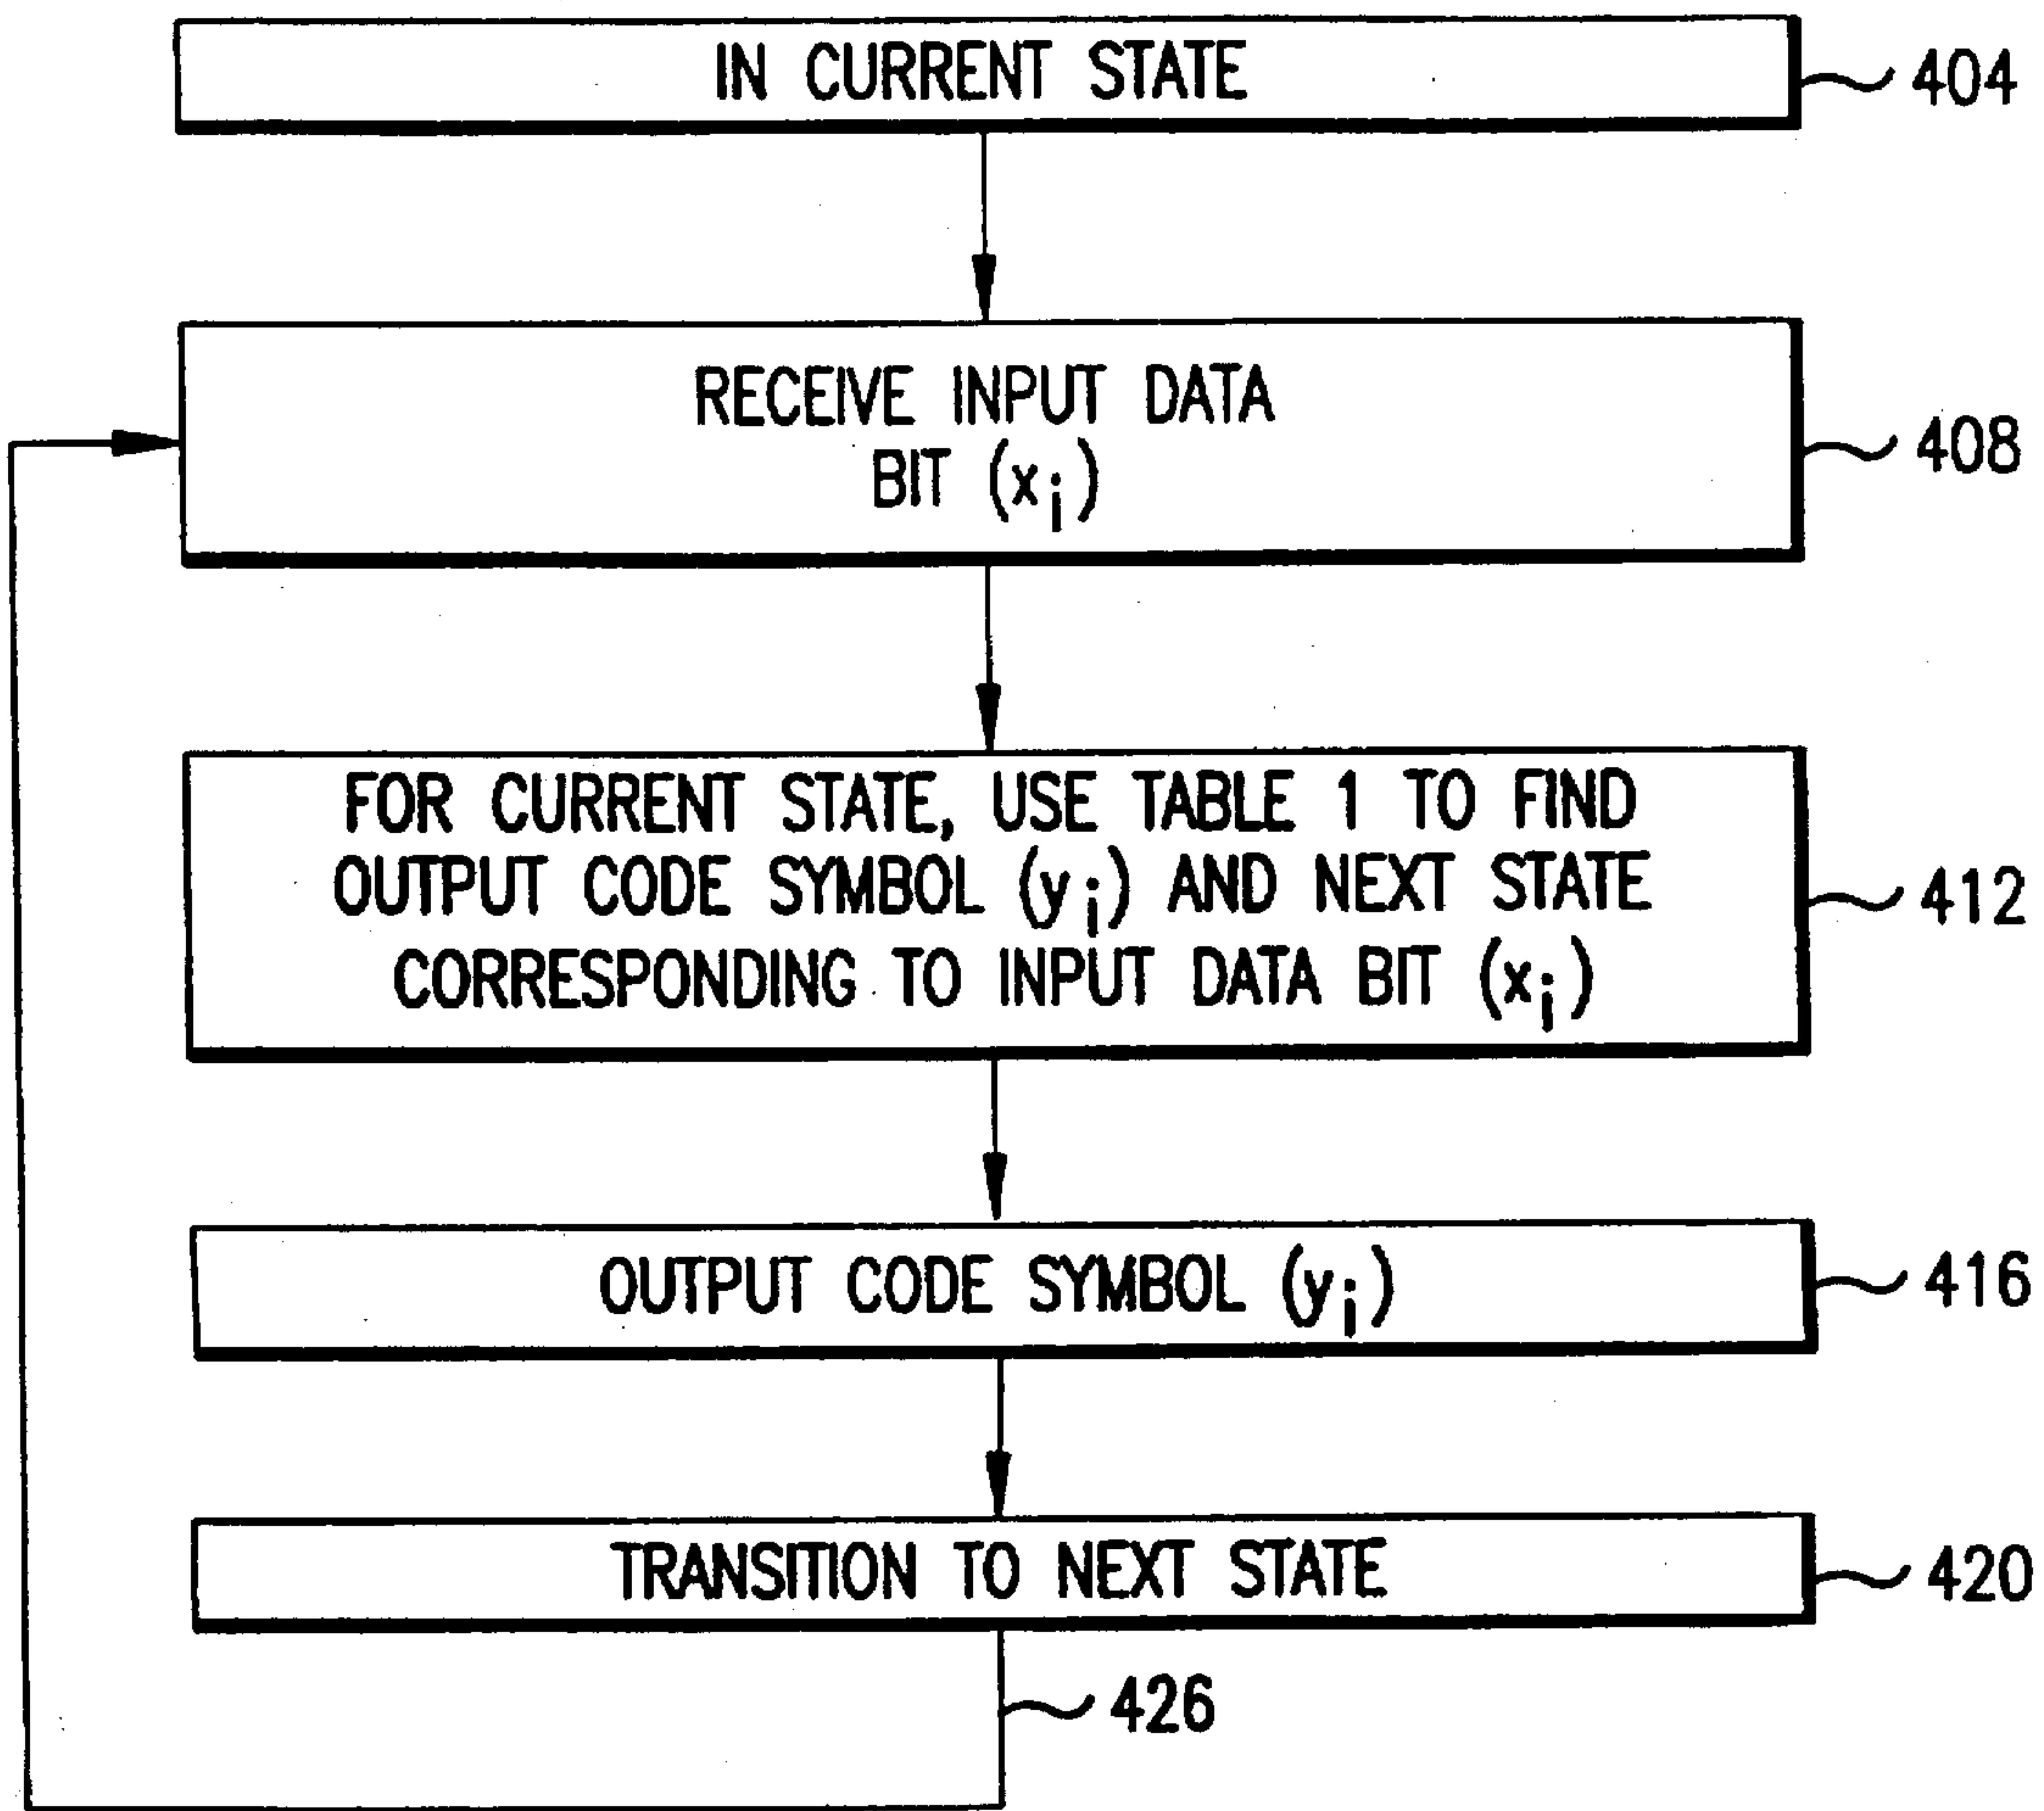 IN CURRENT STATE
404
RECEIVE INPUT DATA
BIT (xi)
408
FOR CURRENT STATE, USE TABLE 1 TO FIND
OUTPUT CODE SYMBOL (yi) AND NEXT STATE
CORRESPONDING TO INPUT DATA BIT (xi)
412
OUTPUT CODE SYMBOL (yi)
416
TRANSITION TO NEXT STATE
420
426